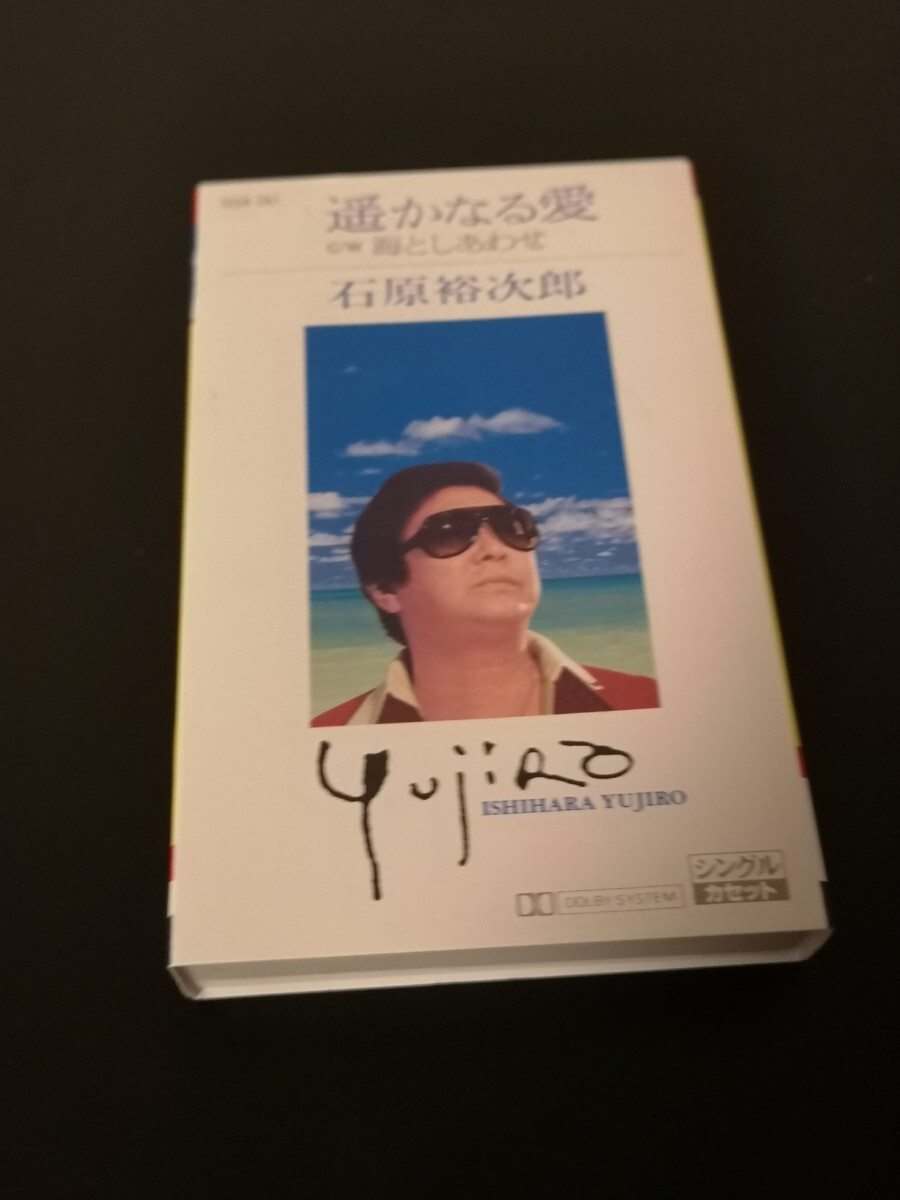 遥かなる愛
C/W 海としあわせ
石原裕次郎
YujiRo
ISHIHARA YUJIRO
DOLBY SYSTEM
シングル
カセット